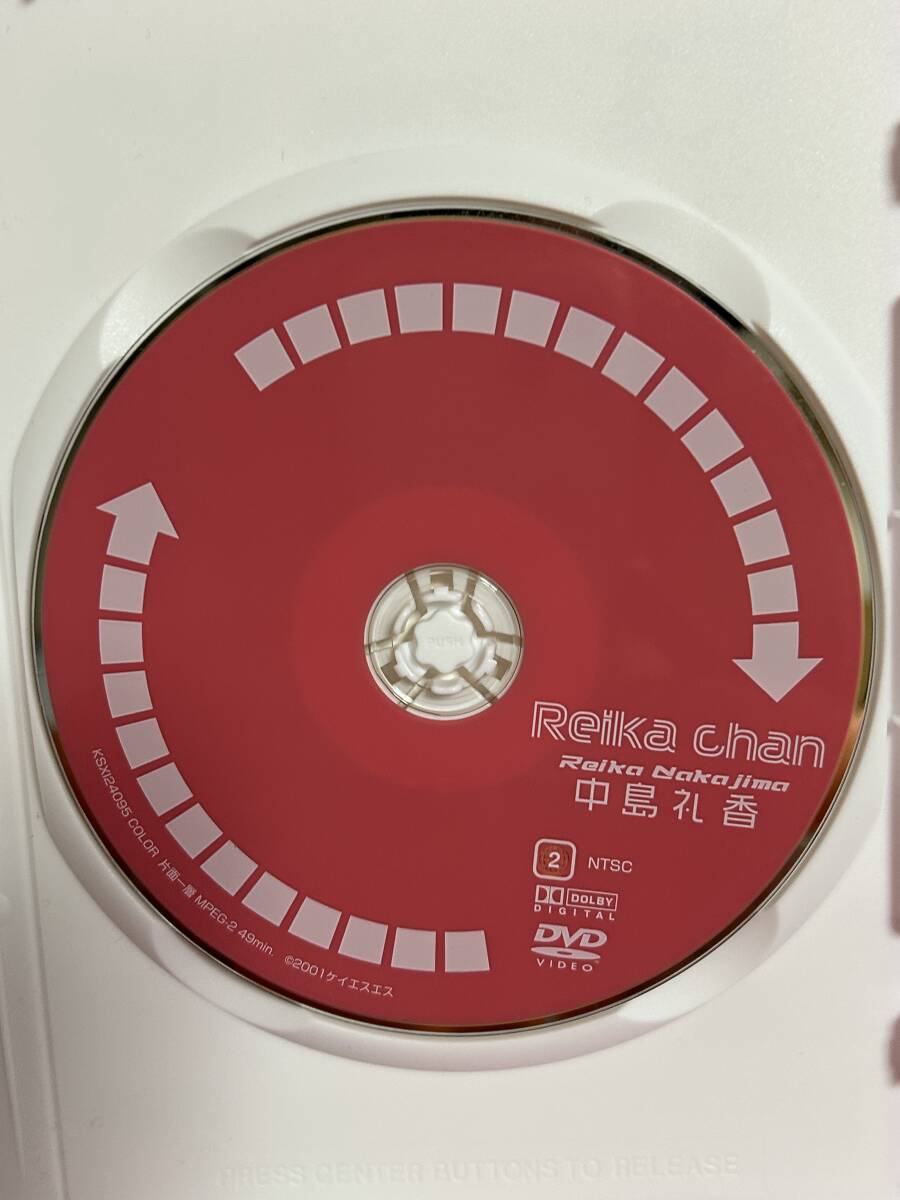 PUSH
Reika chan
Reika Nakajima
中島礼香
2 NTSC
DOLBY
DIGITAL
DVD
VIDEO™
KSXI24095 COLOR 片面一層 MPEG-2 49min. ©2001ケイエスエス
PRESS CENTER BUTTONS TO RELEASE